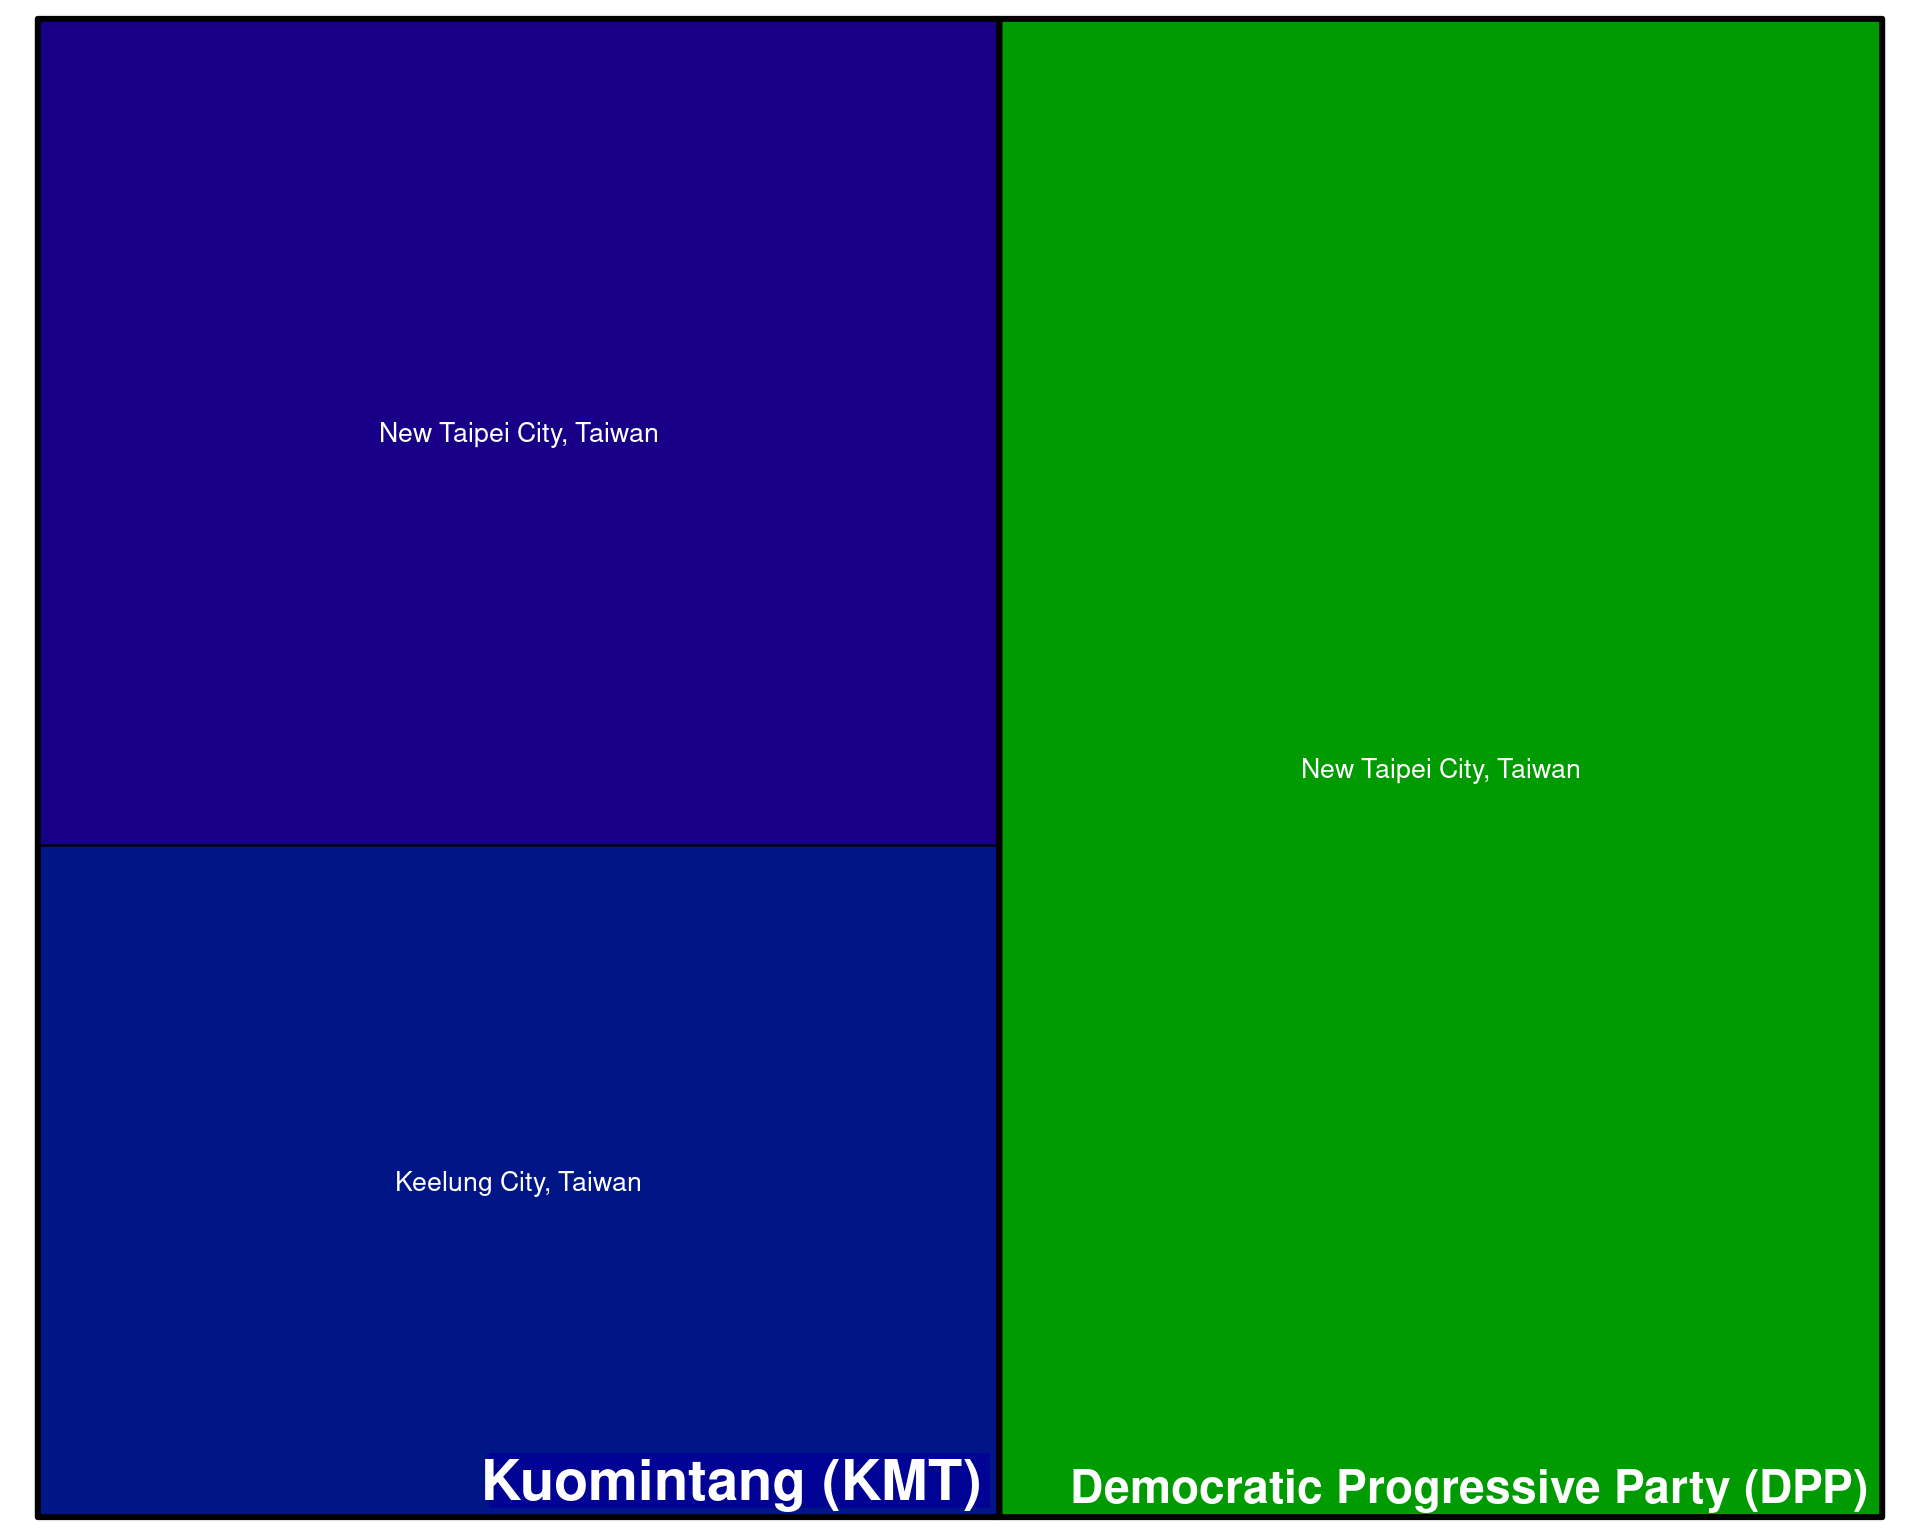 New Taipei City, Taiwan
Keelung City, Taiwan
Kuomintang (KMT)
New Taipei City, Taiwan
Democratic Progressive Party (DPP)